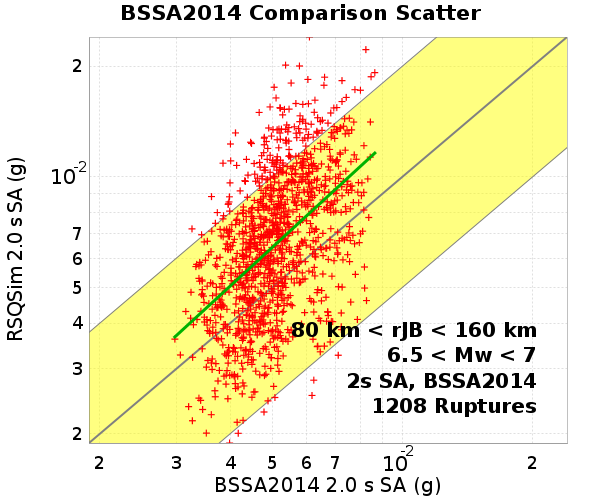 BSSA2014 Comparison Scatter
RSQSim 2.0 s SA (g)
2
10-2
7
6
5
4
3
2
80 km < rJB < 160 km
6.5 < Mw < 7
2s SA, BSSA2014
1208 Ruptures
2 3 4 5 6 7 10-2 2
BSSA2014 2.0 s SA (g)